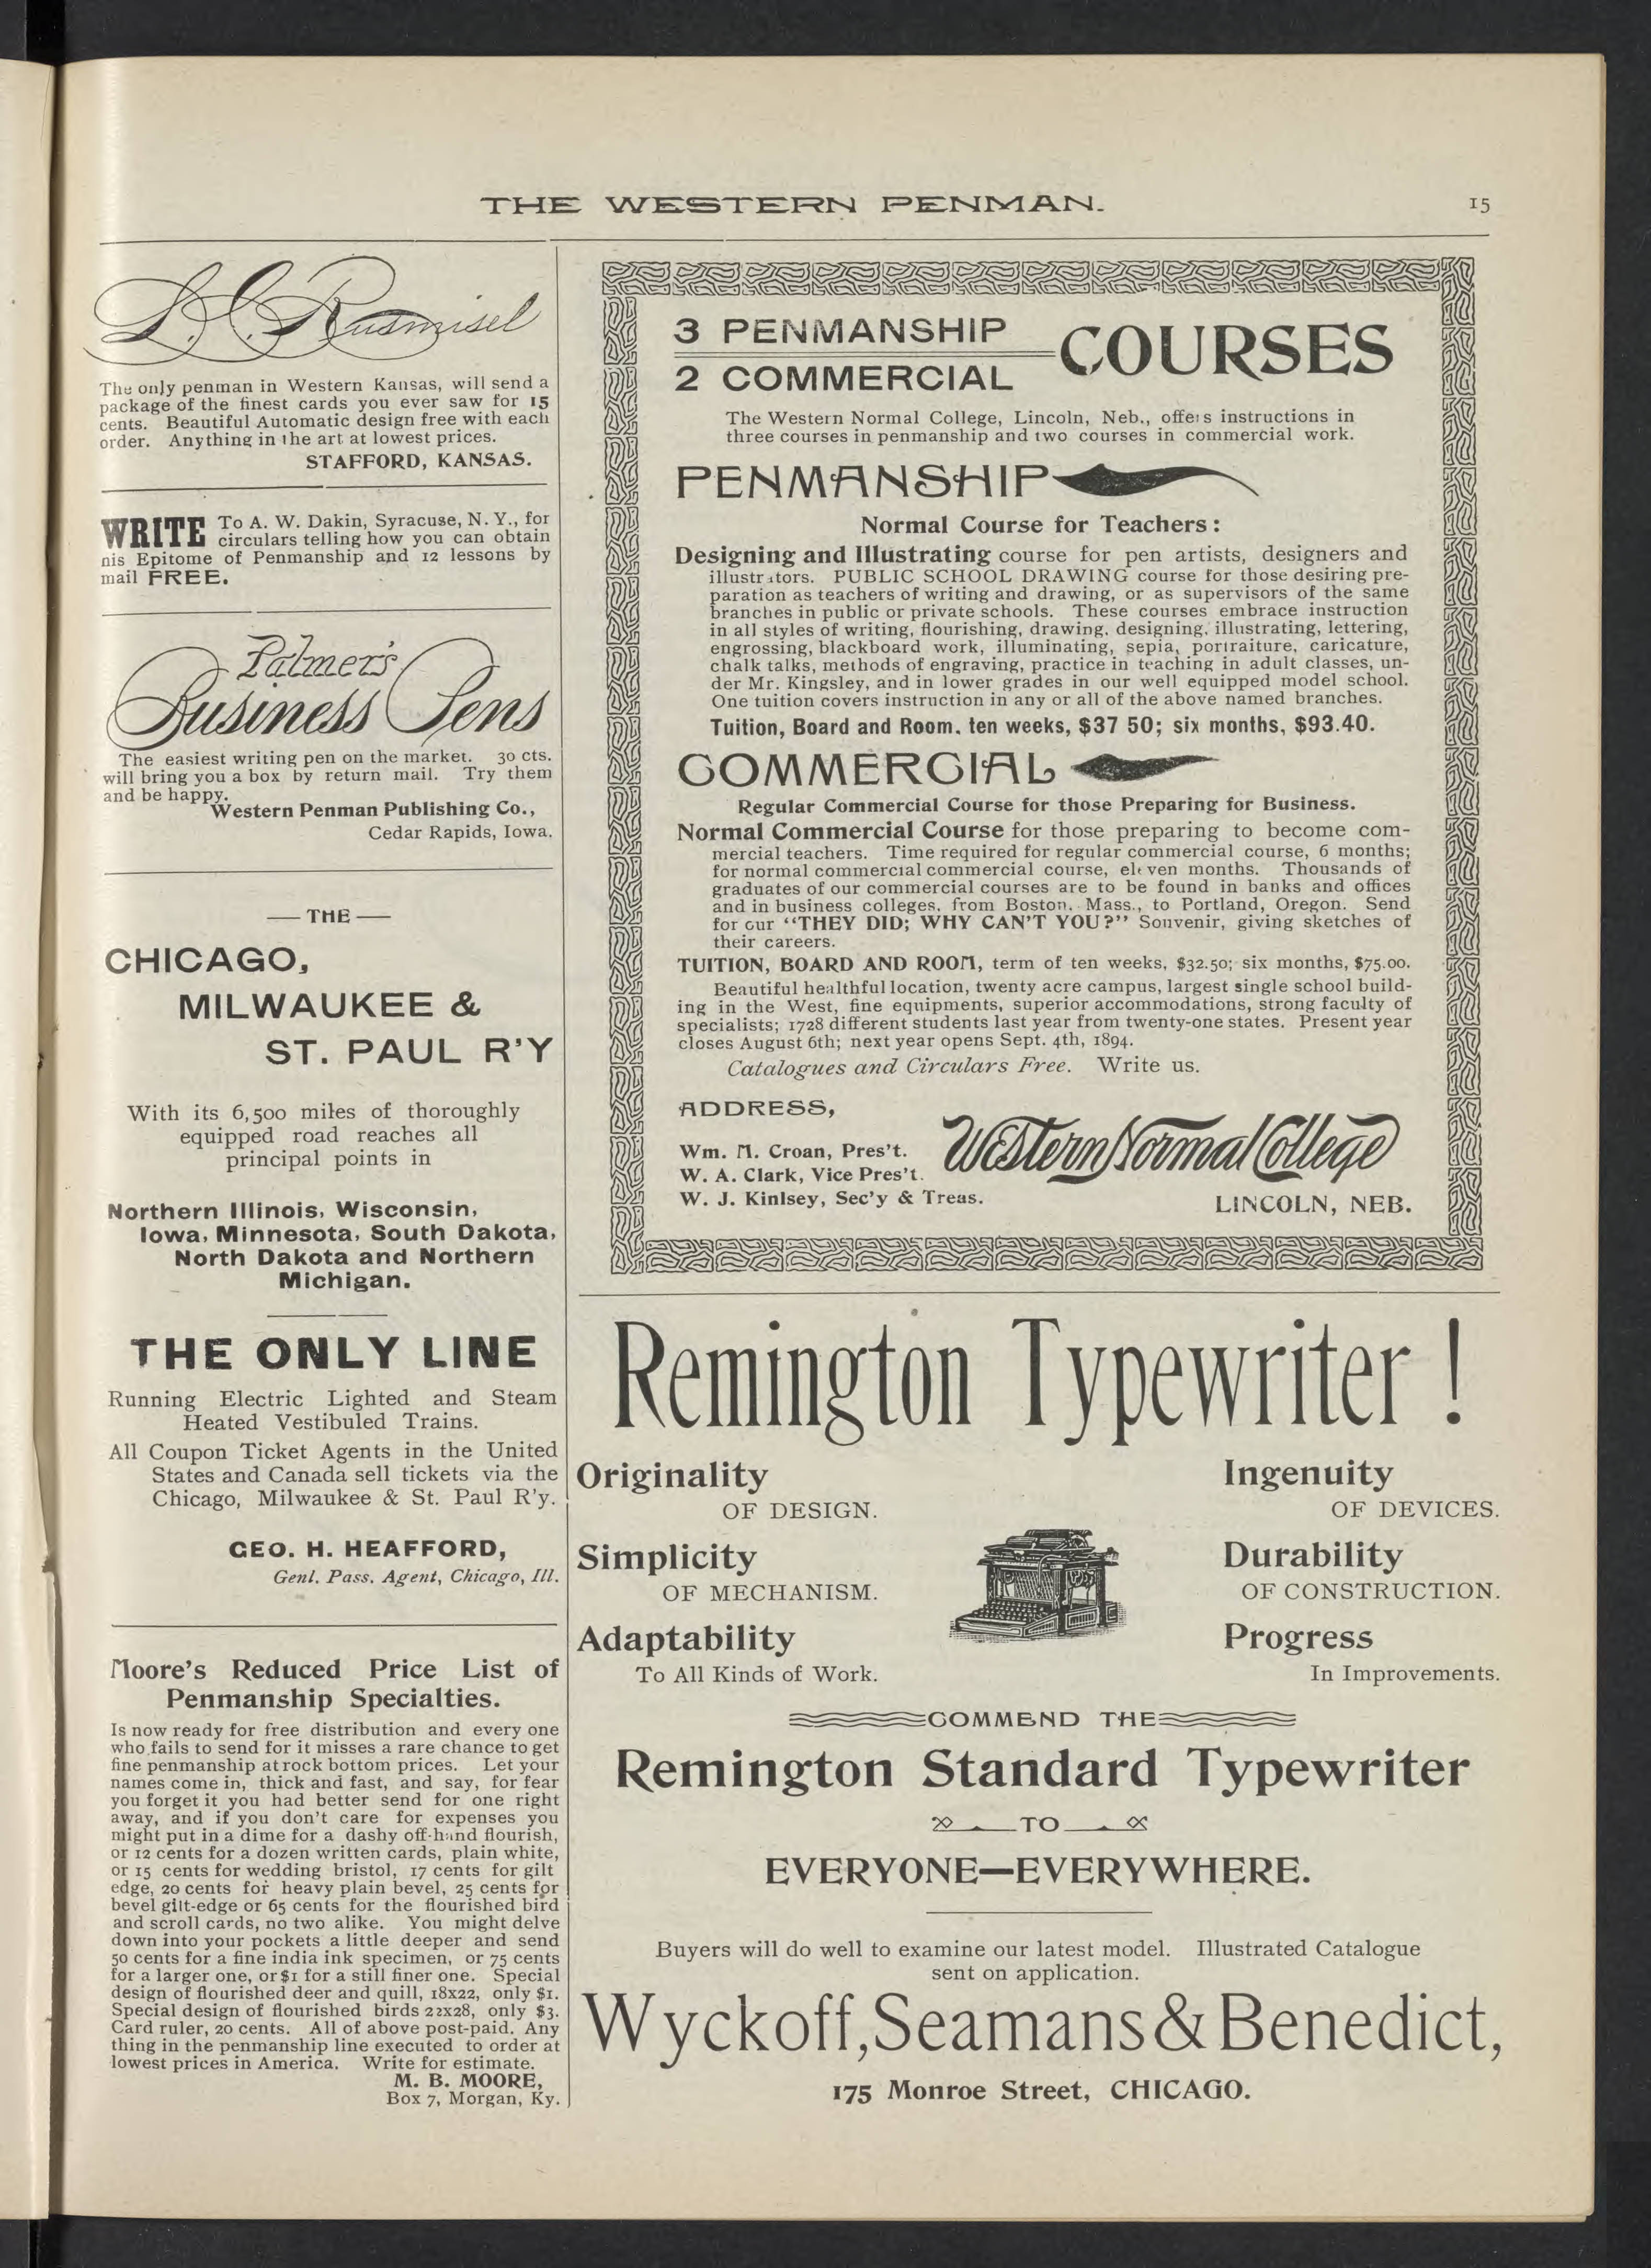 THE WESTERN PENMAN.
15
L. C. Rusmisel
The only penman in Western Kansas, will send a
package of the finest cards you ever saw for 15
cents. Beautiful Automatic design free with each
order. Anything in the art at lowest prices.
STAFFORD, KANSAS.
WRITE To A. W. Dakin, Syracuse, N. Y., for
circulars telling how you can obtain
his Epitome of Penmanship and 12 lessons by
mail FREE.
Palmer's
Business Pens
The easiest writing pen on the market. 30 cts.
will bring you a box by return mail. Try them
and be happy.
Western Penman Publishing Co.,
Cedar Rapids, Iowa.
— THE —
CHICAGO,
MILWAUKEE &
ST. PAUL R'Y
With its 6,500 miles of thoroughly
equipped road reaches all
principal points in
Northern Illinois, Wisconsin,
Iowa, Minnesota, South Dakota,
North Dakota and Northern
Michigan.
THE ONLY LINE
Running Electric Lighted and Steam
Heated Vestibuled Trains.
All Coupon Ticket Agents in the United
States and Canada sell tickets via the
Chicago, Milwaukee & St. Paul R'y.
GEO. H. HEAFFORD,
Genl. Pass. Agent, Chicago, Ill.
Moore's Reduced Price List of
Penmanship Specialties.
Is now ready for free distribution and every one
who fails to send for it misses a rare chance to get
fine penmanship at rock bottom prices. Let your
names come in, thick and fast, and say, for fear
you forget it you had better send for one right
away, and if you don't care for expenses you
might put in a dime for a dashy off-hand flourish,
or 12 cents for a dozen written cards, plain white,
or 15 cents for wedding bristol, 17 cents for gilt
edge, 20 cents for heavy plain bevel, 25 cents for
bevel gilt-edge or 65 cents for the flourished bird
and scroll cards, no two alike. You might delve
down into your pockets a little deeper and send
50 cents for a fine india ink specimen, or 75 cents
for a larger one, or $1 for a still finer one. Special
design of flourished deer and quill, 18x22, only $1.
Special design of flourished birds 22x28, only $3.
Card ruler, 20 cents. All of above post-paid. Any
thing in the penmanship line executed to order at
lowest prices in America. Write for estimate.
M. B. MOORE,
Box 7, Morgan, Ky.
3 PENMANSHIP
2 COMMERCIAL
COURSES
The Western Normal College, Lincoln, Neb., offers instructions in
three courses in penmanship and two courses in commercial work.
PENMANSHIP
Normal Course for Teachers:
Designing and Illustrating course for pen artists, designers and
illustrators. PUBLIC SCHOOL DRAWING course for those desiring pre-
paration as teachers of writing and drawing, or as supervisors of the same
branches in public or private schools. These courses embrace instruction
in all styles of writing, flourishing, drawing, designing, illustrating, lettering,
engrossing, blackboard work, illuminating, sepia, portraiture, caricature,
chalk talks, methods of engraving, practice in teaching in adult classes, un-
der Mr. Kingsley, and in lower grades in our well equipped model school.
One tuition covers instruction in any or all of the above named branches.
Tuition, Board and Room, ten weeks, $37 50; six months, $93.40.
COMMERCIAL
Regular Commercial Course for those Preparing for Business.
Normal Commercial Course for those preparing to become com-
mercial teachers. Time required for regular commercial course, 6 months;
for normal commercial commercial course, eleven months. Thousands of
graduates of our commercial courses are to be found in banks and offices
and in business colleges, from Boston, Mass., to Portland, Oregon. Send
for our "THEY DID; WHY CAN'T YOU?" Souvenir, giving sketches of
their careers.
TUITION, BOARD AND ROOM, term of ten weeks, $32.50; six months, $75.00.
Beautiful healthful location, twenty acre campus, largest single school build-
ing in the West, fine equipments, superior accommodations, strong faculty of
specialists; 1728 different students last year from twenty-one states. Present year
closes August 6th; next year opens Sept. 4th, 1894.
Catalogues and Circulars Free. Write us.
ADDRESS,
Wm. M. Croan, Pres't.
W. A. Clark, Vice Pres't.
W. J. Kinlsey, Sec'y & Treas.
Western Normal College
LINCOLN, NEB.
Remington Typewriter!
Originality
OF DESIGN.
Simplicity
OF MECHANISM.
Adaptability
To All Kinds of Work.
Ingenuity
OF DEVICES.
Durability
OF CONSTRUCTION.
Progress
In Improvements.
COMMEND THE
Remington Standard Typewriter
TO
EVERYONE—EVERYWHERE.
Buyers will do well to examine our latest model. Illustrated Catalogue
sent on application.
Wyckoff, Seamans & Benedict,
175 Monroe Street, CHICAGO.